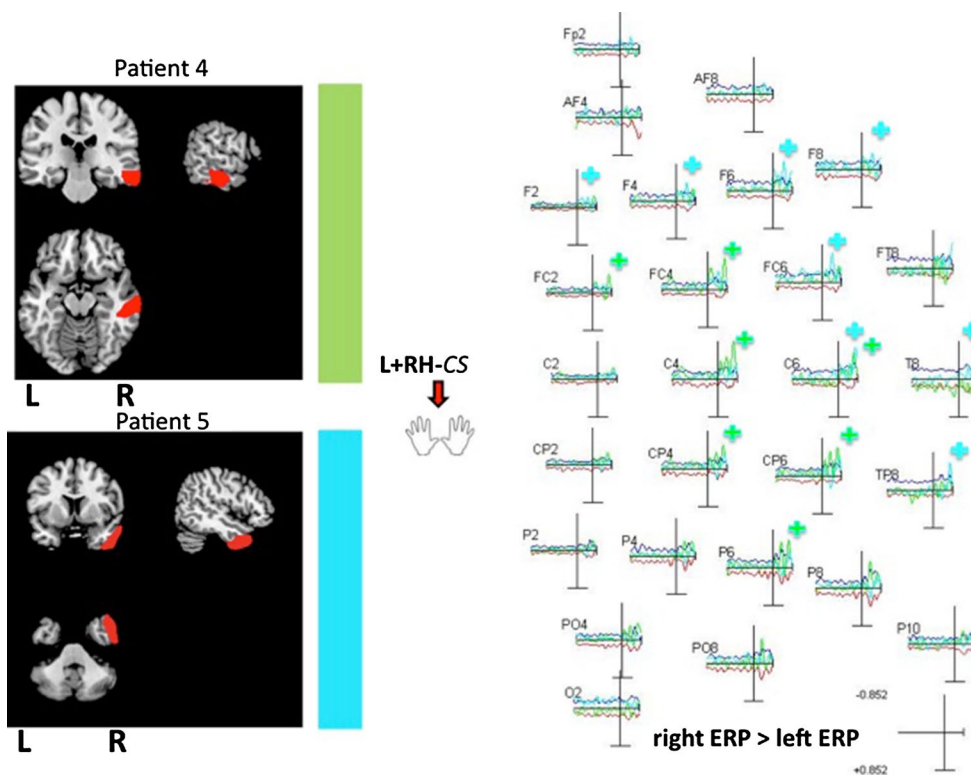 Patient 4
L R
Patient 5
L R
L+RH-CS
Fp2
AF8
AF4
F8
F6
F4
F2
FT8
FC6
FC4
FC2
T8
C6
C4
C2
TP8
CP6
CP4
CP2
P2
P4
P6
P8
PO4
PO8
P10
O2
-0.852
right ERP > left ERP
+0.852